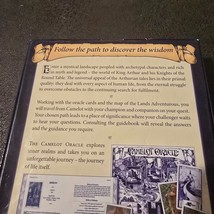 Follow the path to discover the wisdom
Enter a mystical landscape peopled with archetypal characters and rich
in myth and legend – the world of King Arthur and his Knights of the
Round Table. The universal appeal of the Arthurian tales lies in their primal
quality: they deal with every aspect of human life, from the eternal struggle
to overcome obstacles to the continuing search for fulfilment.
Working with the oracle cards and the map of the Lands Adventurous, you
will travel from Camelot with your champion and companion on your quest.
Your chosen path leads to a place of significance where your challenger waits
to hear your questions. Consulting the guidebook will reveal the answers
and the guidance you require.
THE CAMELOT ORACLE explores
your realms and takes you on an
unforgettable journey – the journey
of life itself.
CAMELOT ORACLE